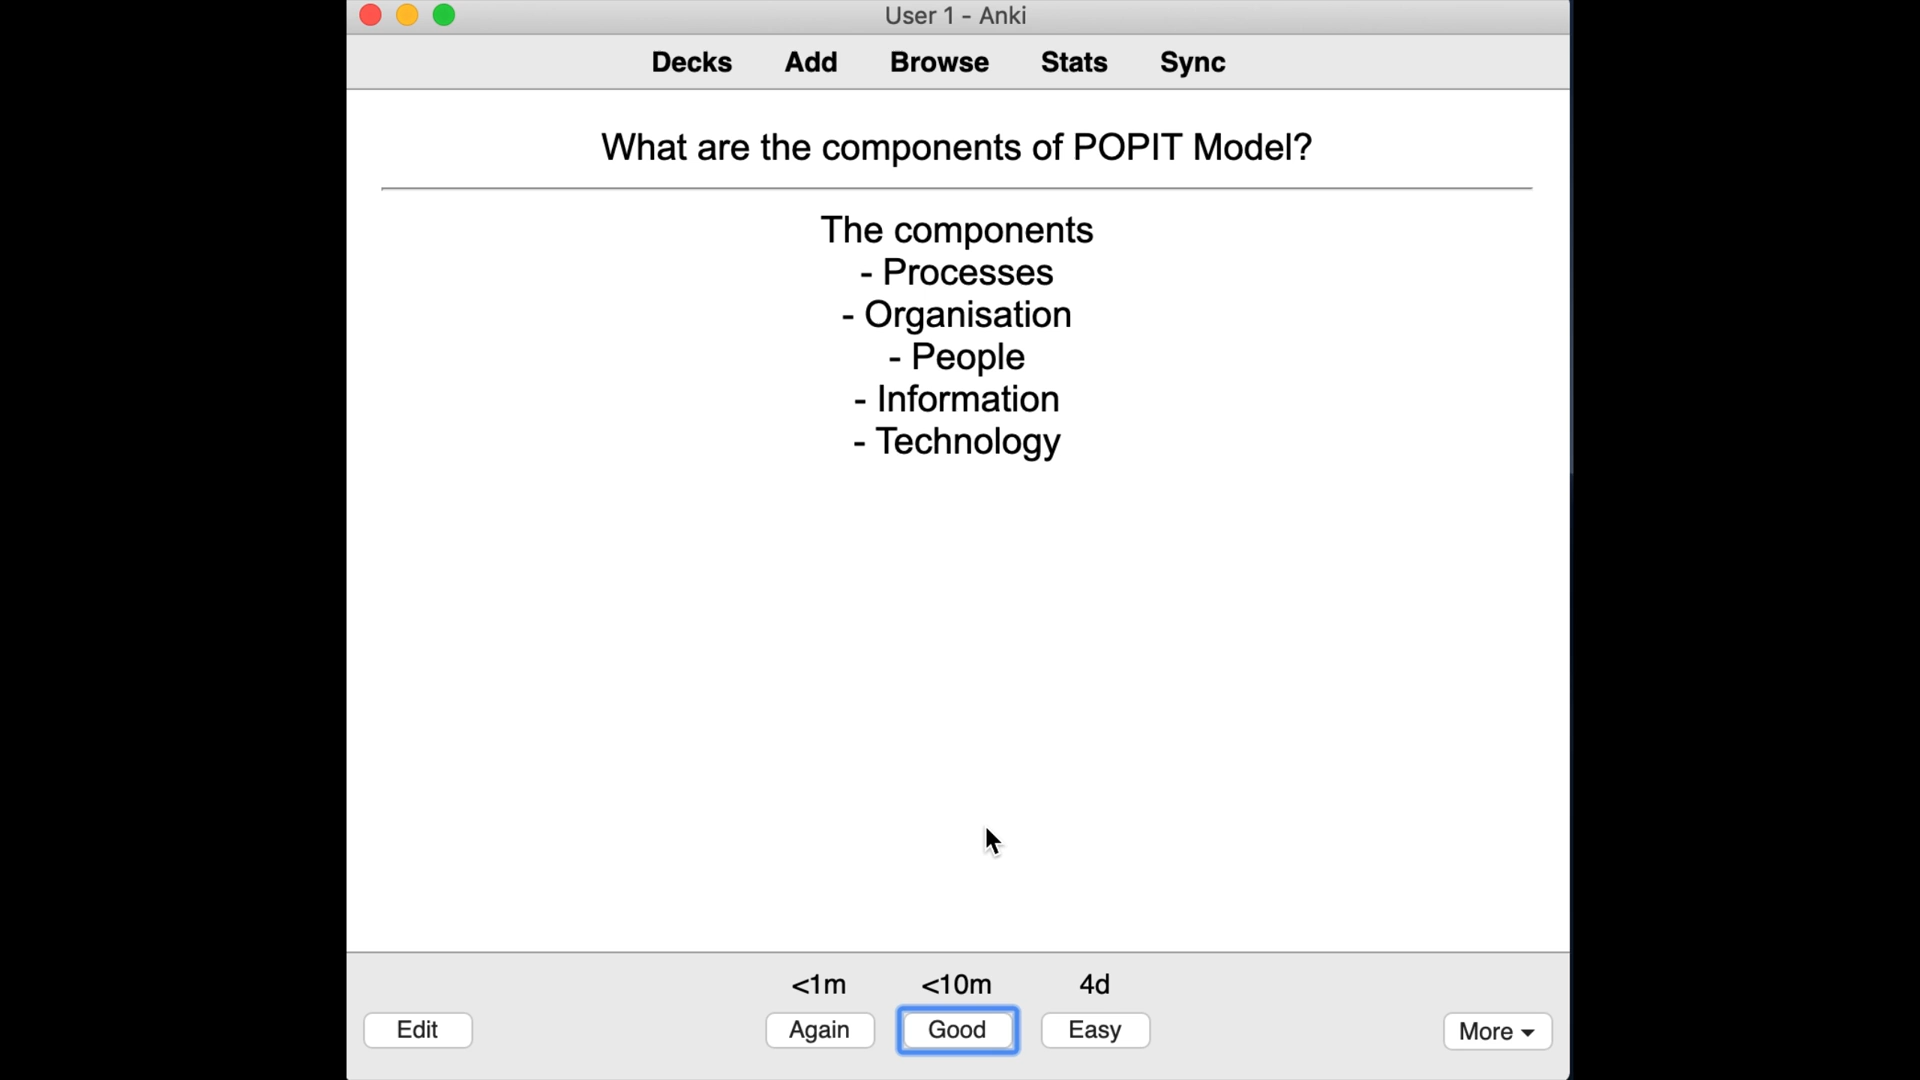 User 1 - Anki
Decks Add Browse Stats Sync
What are the components of POPIT Model?
The components
- Processes
- Organisation
- People
- Information
- Technology
<1m <10m 4d
Edit Again Good Easy More